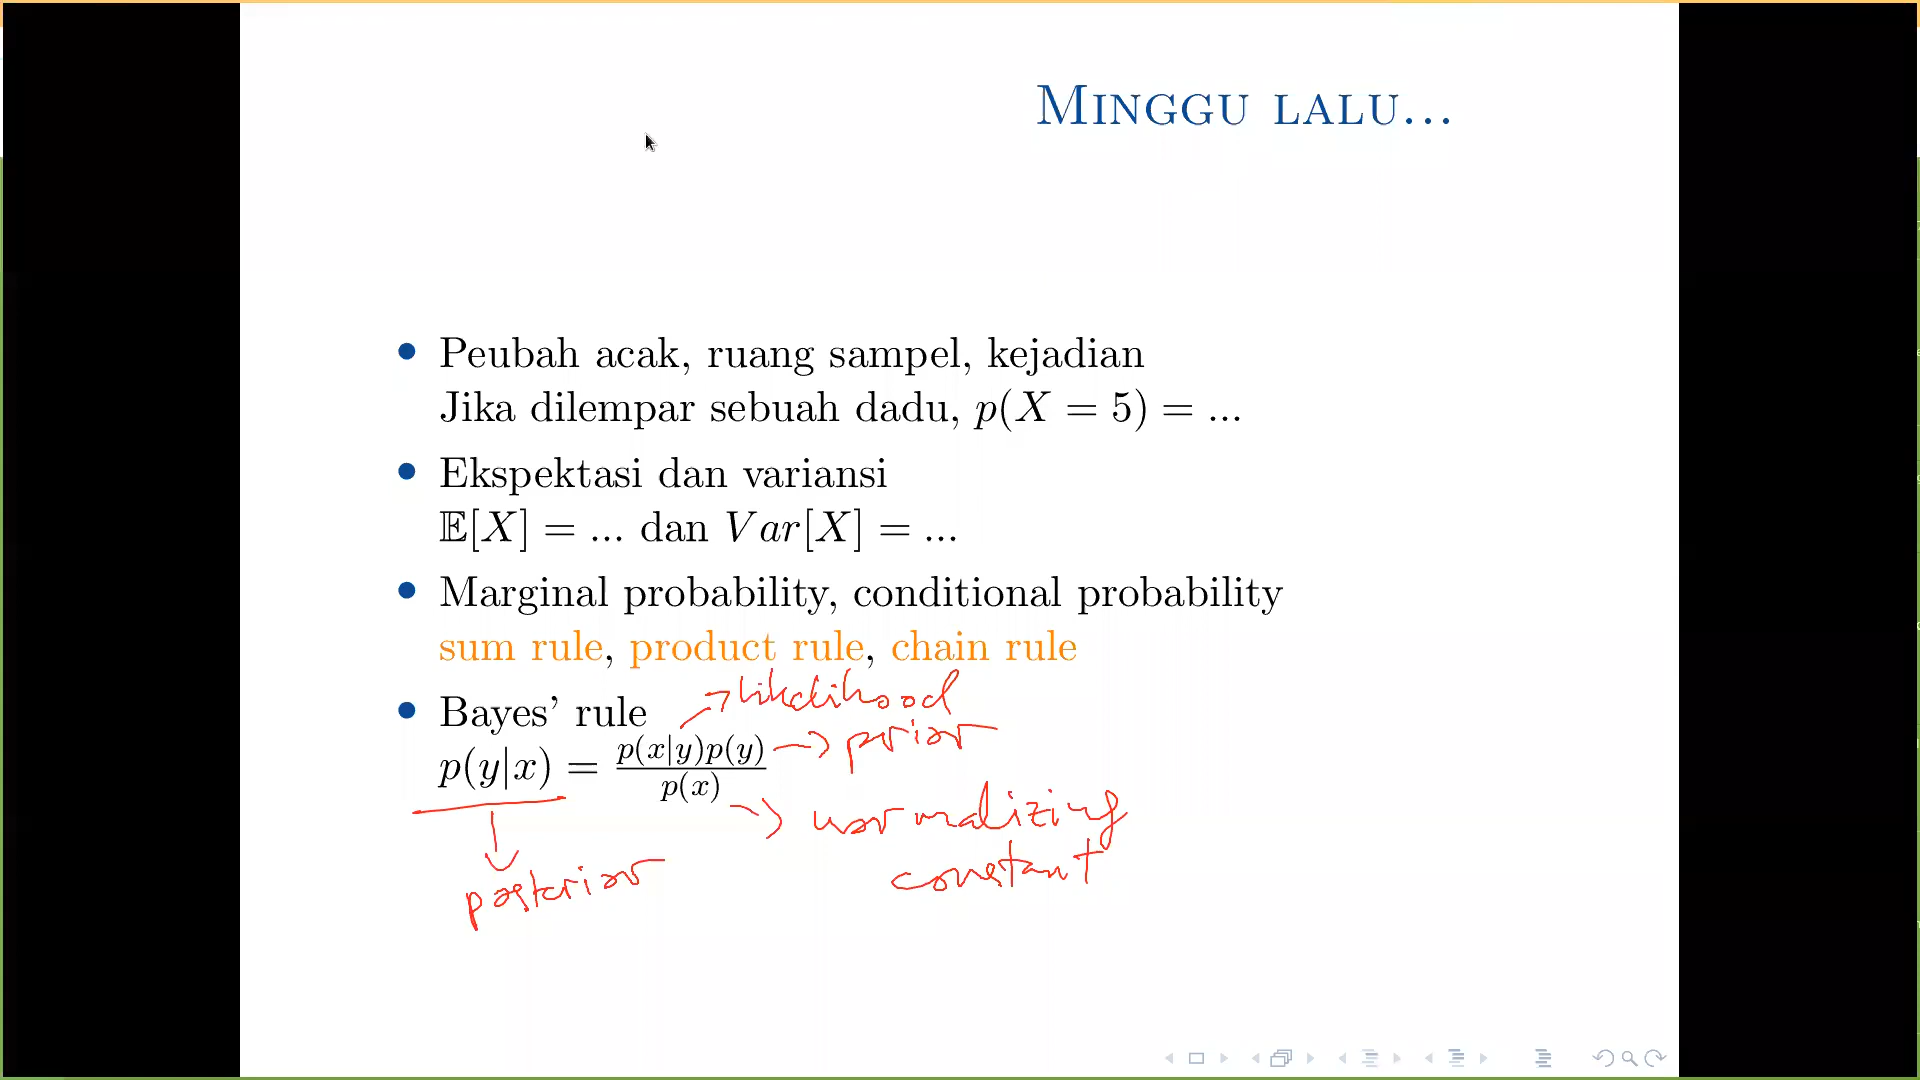 Minggu lalu...
• Peubah acak, ruang sampel, kejadian
Jika dilempar sebuah dadu, p(X = 5) = ...
• Ekspektasi dan variansi
𝔼[X] = ... dan Var[X] = ...
• Marginal probability, conditional probability
sum rule, product rule, chain rule
• Bayes’ rule
→ likelihood
p(y|x) = p(x|y)p(y) / p(x)
→ prior
→ normalizing
constant
posterior